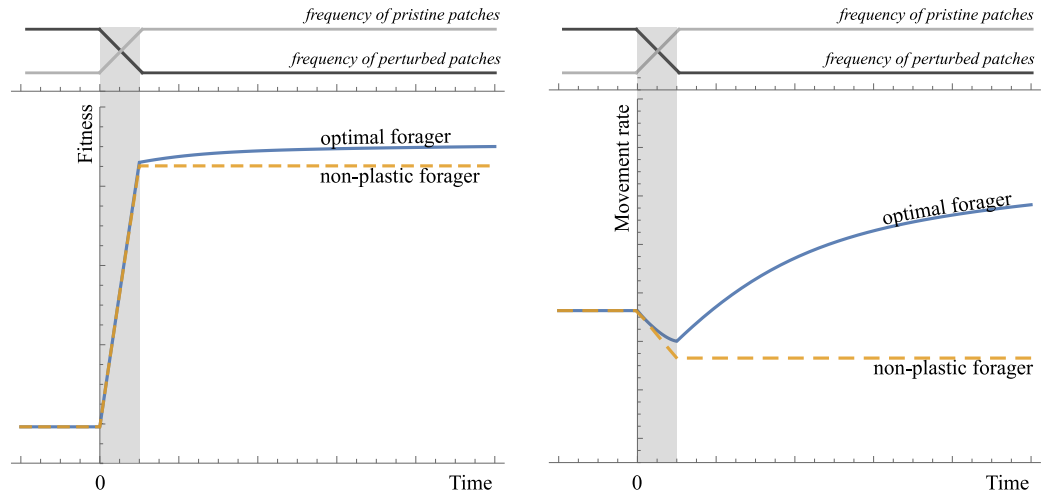 frequency of pristine patches
frequency of perturbed patches
Fitness
optimal forager
non-plastic forager
0
Time
frequency of pristine patches
frequency of perturbed patches
Movement rate
optimal forager
non-plastic forager
0
Time